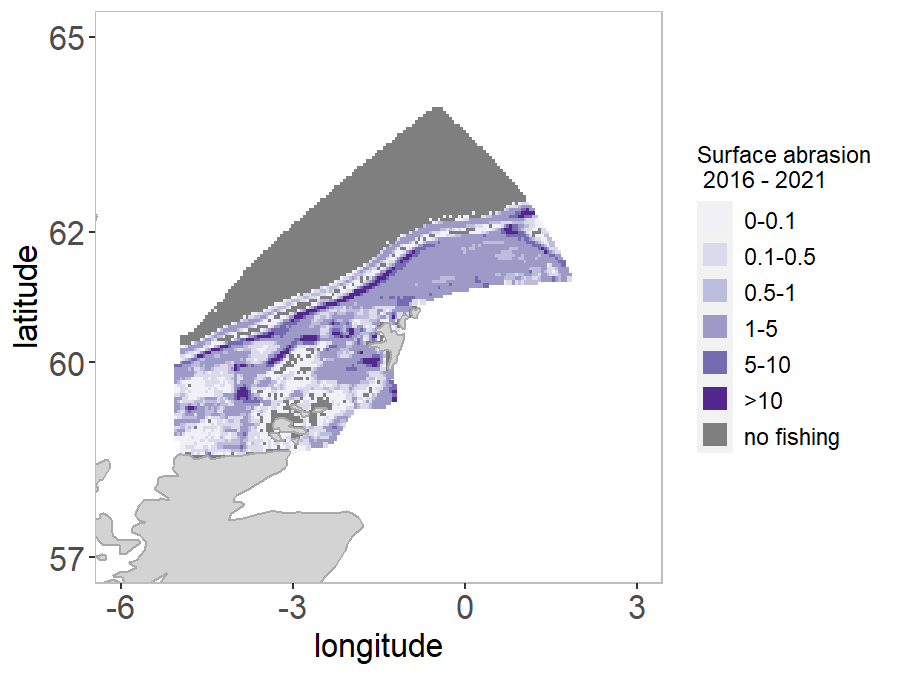 65
62
60
57
latitude
-6
-3
0
3
longitude
Surface abrasion
2016 - 2021
0-0.1
0.1-0.5
0.5-1
1-5
5-10
>10
no fishing